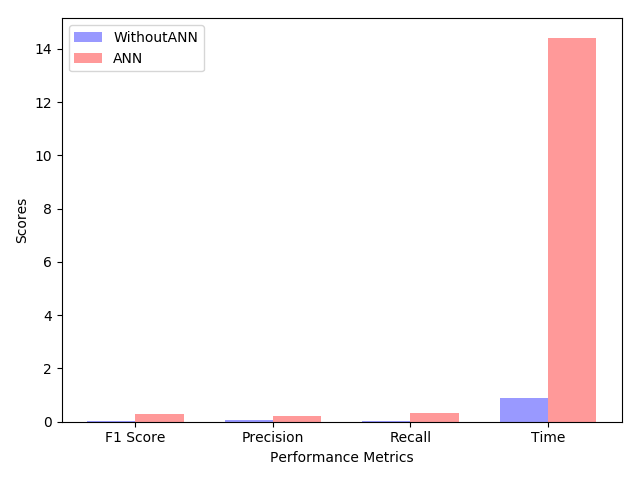 WithoutANN
ANN
14
12
10
8
6
4
2
0
Scores
F1 Score Precision Recall Time
Performance Metrics